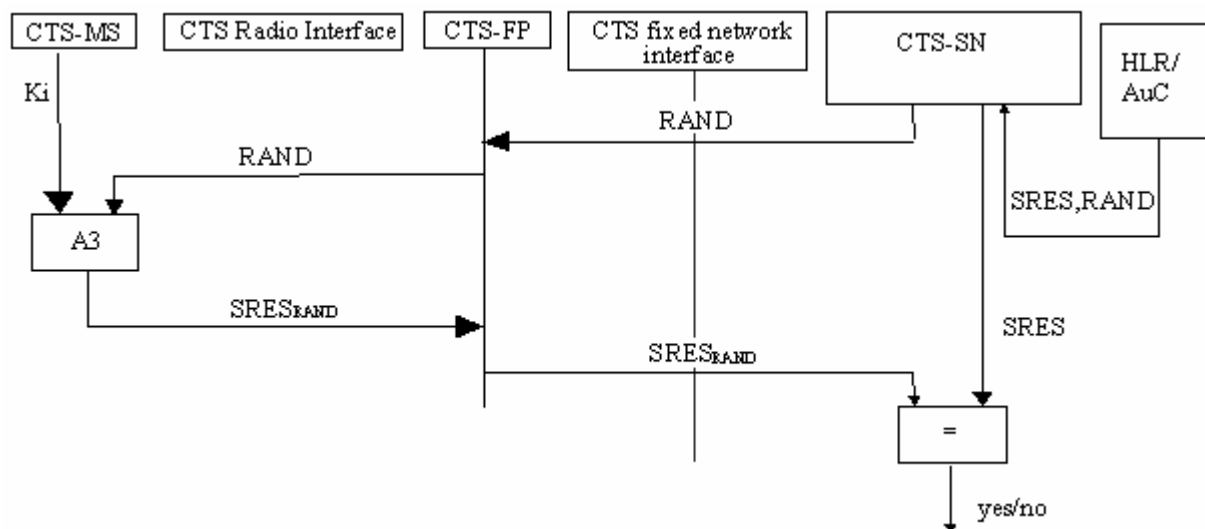 CTS-MS
CTS Radio Interface
CTS-FP
CTS fixed network
interface
CTS-SN
HLR/
AuC
Ki
RAND
RAND
SRES,RAND
A3
SRESRAND
SRES
SRESRAND
=
yes/no